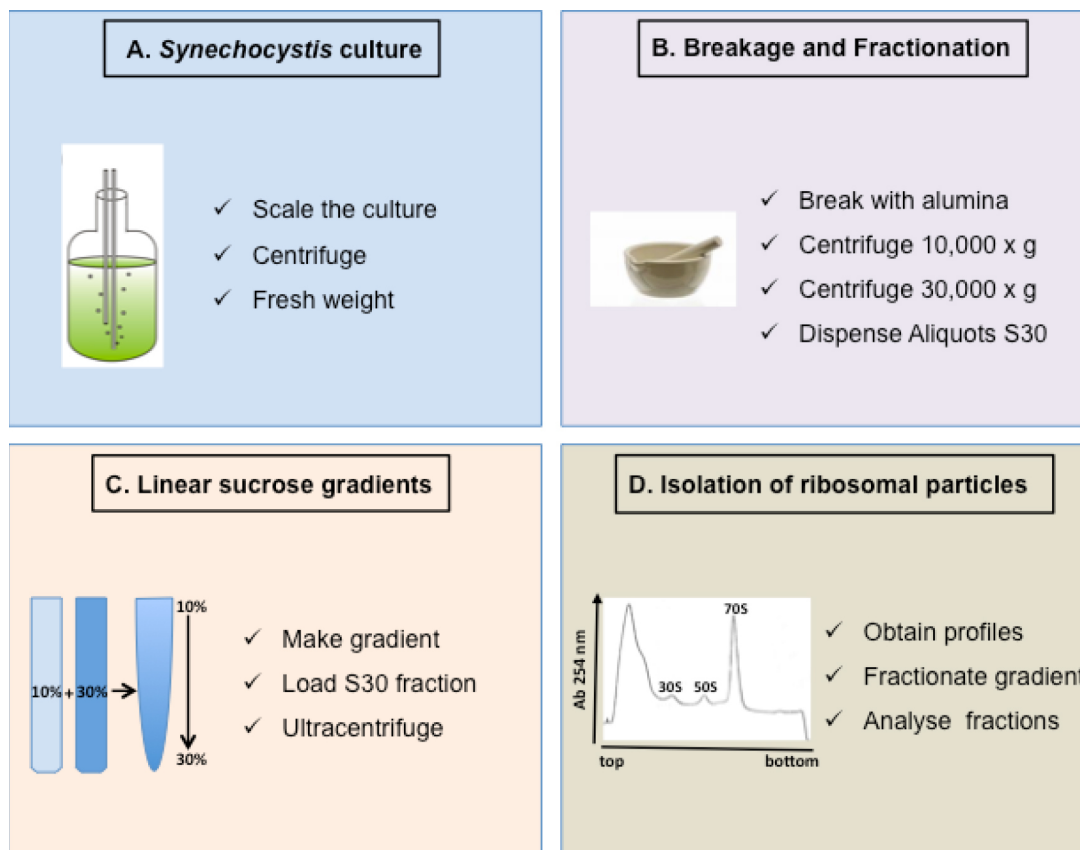 A. Synechocystis culture
✓ Scale the culture
✓ Centrifuge
✓ Fresh weight
B. Breakage and Fractionation
✓ Break with alumina
✓ Centrifuge 10,000 x g
✓ Centrifuge 30,000 x g
✓ Dispense Aliquots S30
C. Linear sucrose gradients
10% + 30%
10%
30%
✓ Make gradient
✓ Load S30 fraction
✓ Ultracentrifuge
D. Isolation of ribosomal particles
Ab 254 nm
30S
50S
70S
top
bottom
✓ Obtain profiles
✓ Fractionate gradient
✓ Analyse fractions